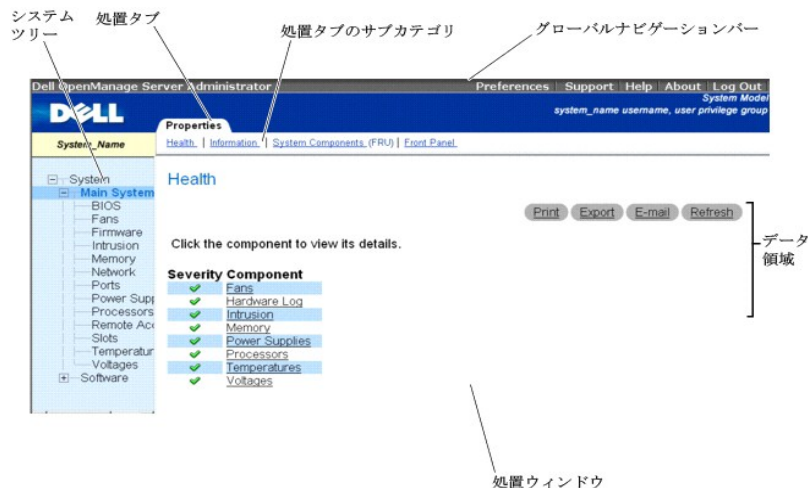 システム
ツリー
処置タブ
処置タブのサブカテゴリ
グローバルナビゲーションバー
Dell OpenManage Server Administrator
Preferences Support Help About Log Out
System Model
DELL
system_name username, user privilege group
Properties
System_Name
Health | Information | System Components (FRU) | Front Panel
System
Main System
BIOS
Fans
Firmware
Intrusion
Memory
Network
Ports
Power Supp
Processors
Remote Acc
Slots
Temperatur
Voltages
Software
Health
Print Export E-mail Refresh
データ
領域
Click the component to view its details.
Severity Component
Fans
Hardware Log
Intrusion
Memory
Power Supplies
Processors
Temperatures
Voltages
処置ウィンドウ